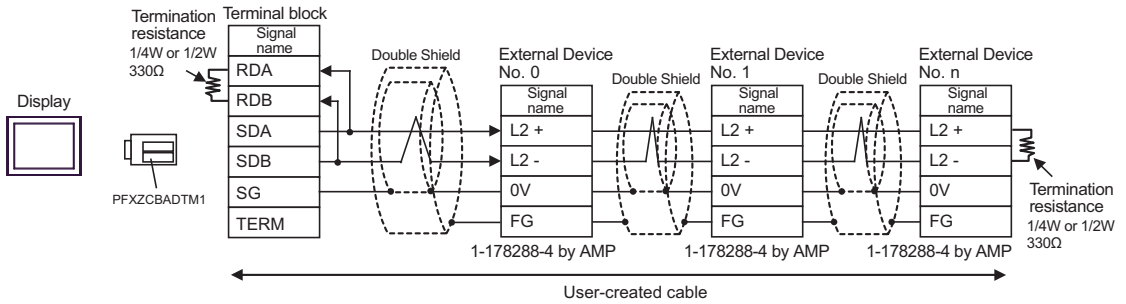 Termination
resistance
1/4W or 1/2W
330Ω
Terminal block
Signal
name
RDA
RDB
SDA
SDB
SG
TERM
Display
PFXZCBADTM1
Double Shield
External Device
No. 0
Signal
name
L2 +
L2 -
0V
FG
1-178288-4 by AMP
Double Shield
External Device
No. 1
Signal
name
L2 +
L2 -
0V
FG
1-178288-4 by AMP
Double Shield
External Device
No. n
Signal
name
L2 +
L2 -
0V
FG
1-178288-4 by AMP
Termination
resistance
1/4W or 1/2W
330Ω
User-created cable